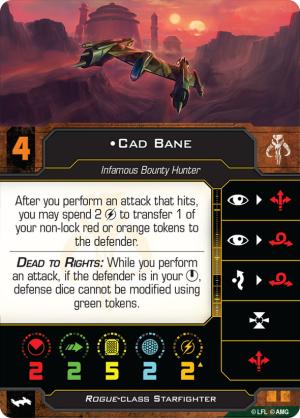 •Cad Bane
4
Infamous Bounty Hunter
After you perform an attack that hits,
you may spend 2 to transfer 1 of
your non-lock red or orange tokens to
the defender.
Dead to Rights: While you perform
an attack, if the defender is in your ,
defense dice cannot be modified using
green tokens.
2 2 5 2 2
Rogue-class Starfighter
© LFL © AMG